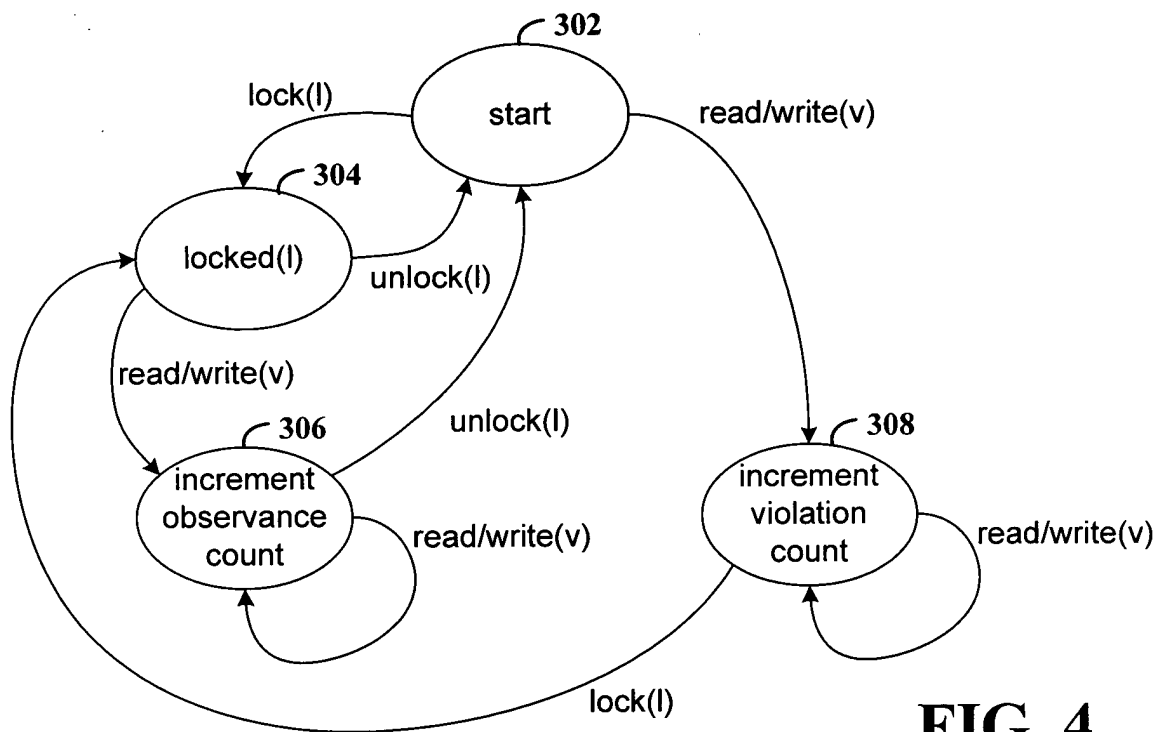 302
lock(l)
start
read/write(v)
304
locked(l)
unlock(l)
read/write(v)
306
unlock(l)
308
increment
observance
count
read/write(v)
increment
violation
count
read/write(v)
lock(l)
FIG. 4